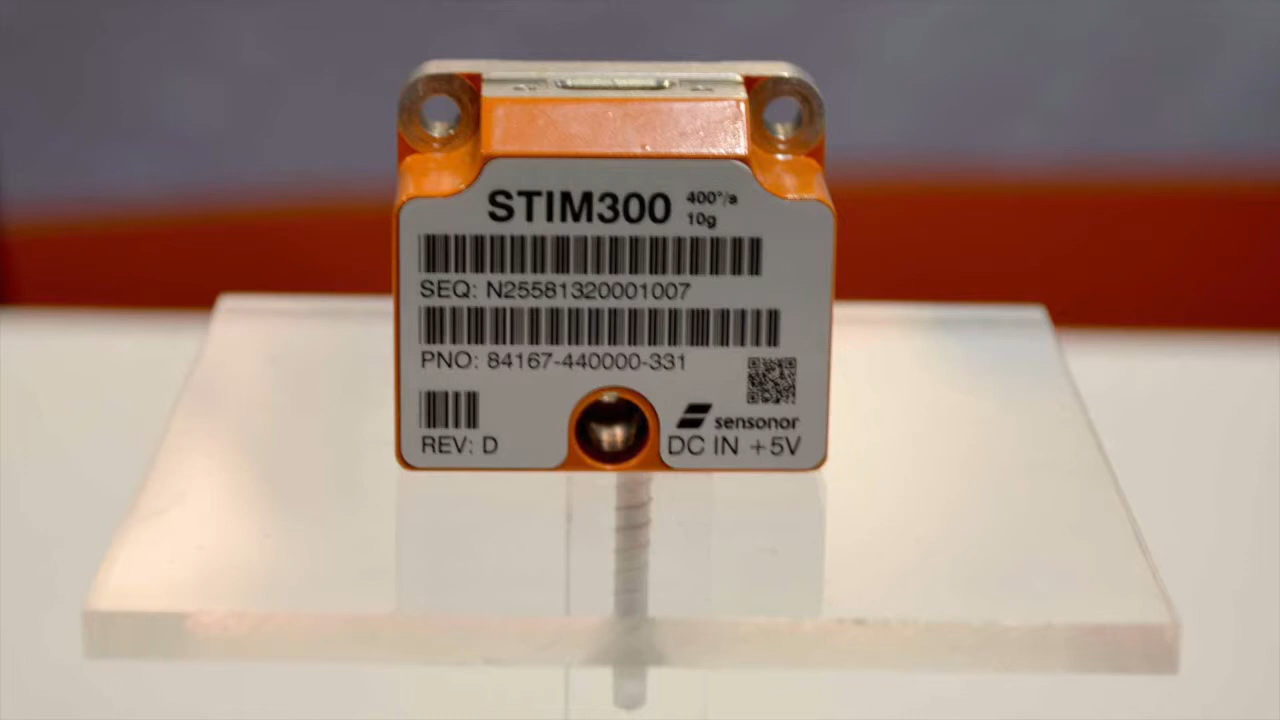 STIM300
400°/s
10g
SEQ: N25581320001007
PNO: 84167-440000-331
sensonor
REV: D
DC IN +5V